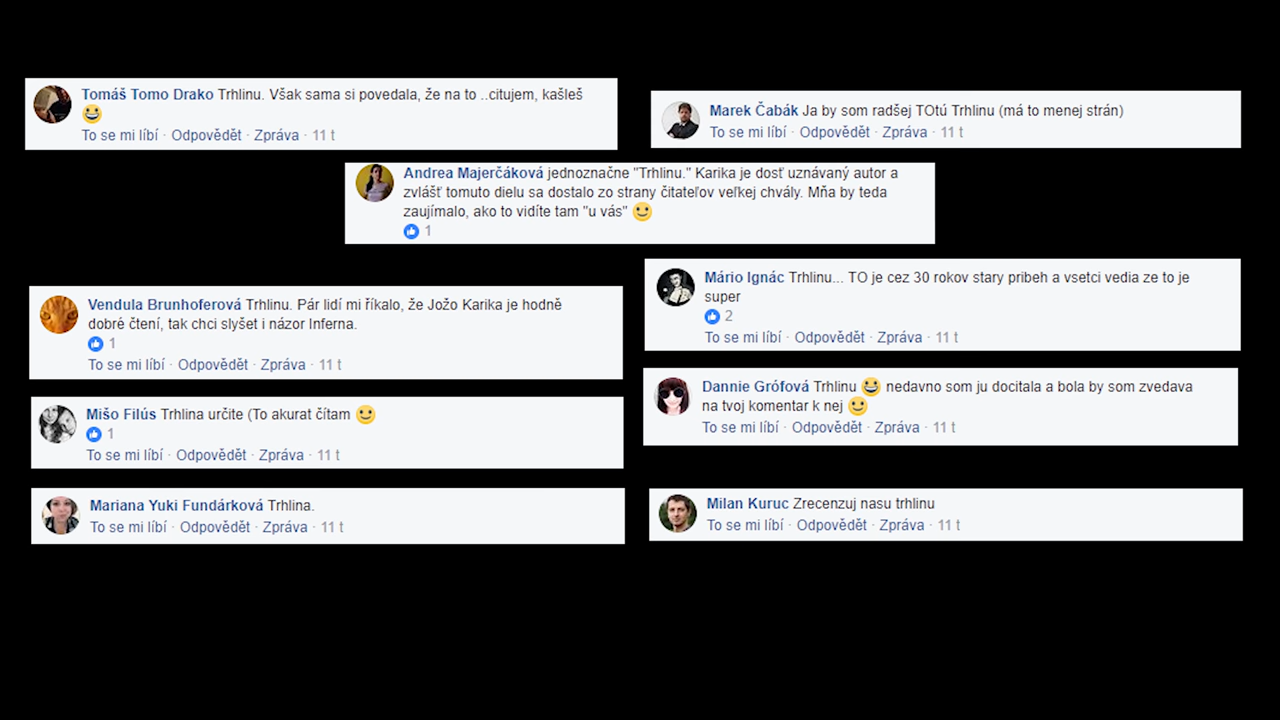 Tomáš Tomo Drako Trhlinu. Však sama si povedala, že na to ..citujem, kašleš
😀
To se mi líbí · Odpovědět · Zpráva · 11 t
Marek Čabák Ja by som radšej TOtú Trhlinu (má to menej strán)
To se mi líbí · Odpovědět · Zpráva · 11 t
Andrea Majerčáková jednoznačne "Trhlinu." Karika je dosť uznávaný autor a
zvlášť tomuto dielu sa dostalo zo strany čitateľov veľkej chvály. Mňa by teda
zaujímalo, ako to vidíte tam "u vás" 🙂
1
Vendula Brunhoferová Trhlinu. Pár lidí mi říkalo, že Jožo Karika je hodně
dobré čtení, tak chci slyšet i názor Inferna.
1
To se mi líbí · Odpovědět · Zpráva · 11 t
Mário Ignác Trhlinu... TO je cez 30 rokov stary pribeh a vsetci vedia ze to je
super
2
To se mi líbí · Odpovědět · Zpráva · 11 t
Mišo Filús Trhlina určite (To akurat čítam 🙂
1
To se mi líbí · Odpovědět · Zpráva · 11 t
Dannie Grófová Trhlinu 😀 nedavno som ju docitala a bola by som zvedava
na tvoj komentar k nej 🙂
To se mi líbí · Odpovědět · Zpráva · 11 t
Mariana Yuki Fundárková Trhlina.
To se mi líbí · Odpovědět · Zpráva · 11 t
Milan Kuruc Zrecenzuj nasu trhlinu
To se mi líbí · Odpovědět · Zpráva · 11 t